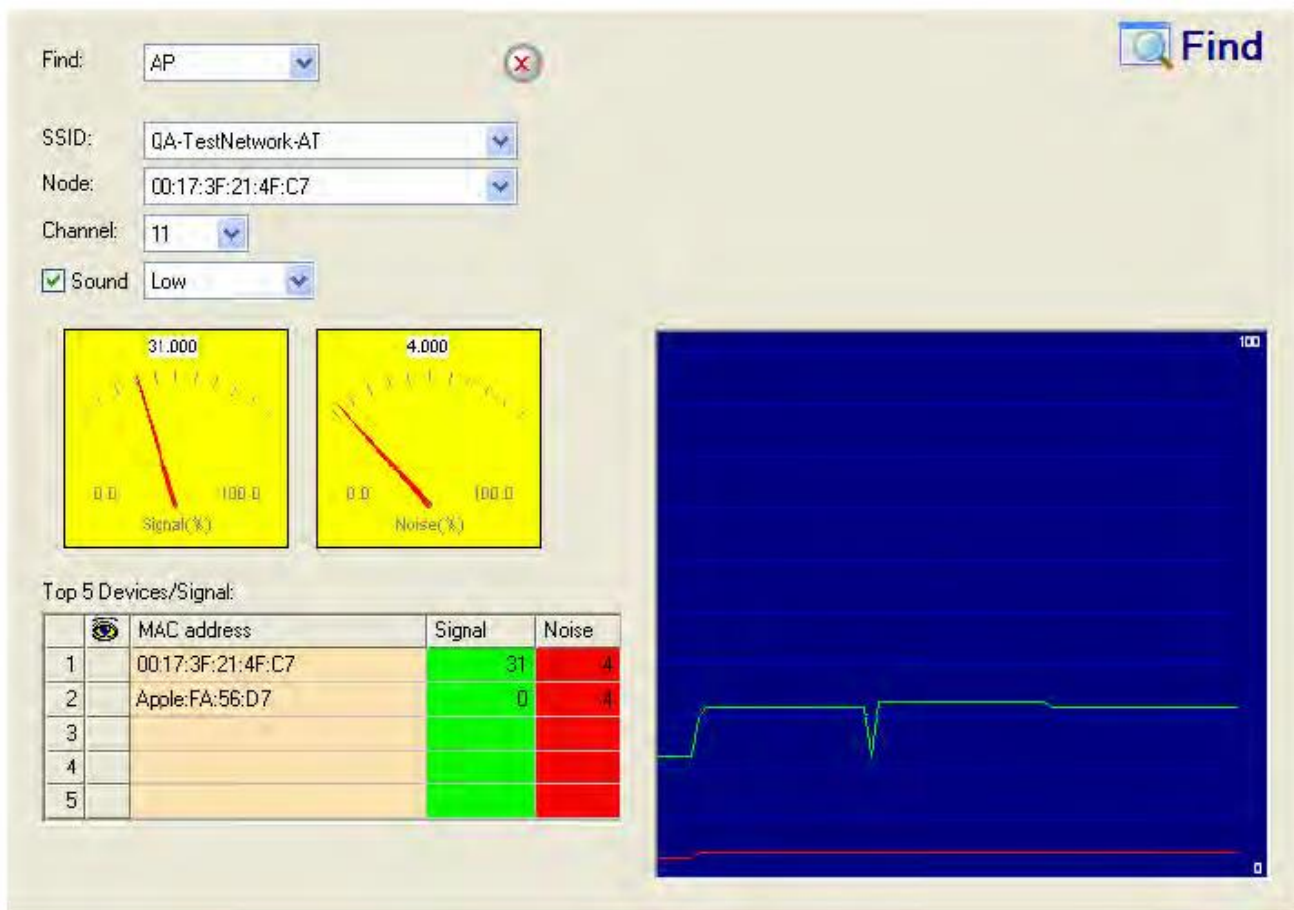 Find: AP
Find
SSID: QA-TestNetwork-AT
Node: 00:17:3F:21:4F:C7
Channel: 11
Sound Low
31.000
0.0 100.0
Signal(%)
4.000
0.0 100.0
Noise(%)
100
0
Top 5 Devices/Signal:
MAC address Signal Noise
1 00:17:3F:21:4F:C7 31 4
2 Apple:FA:56:D7 0 4
3
4
5